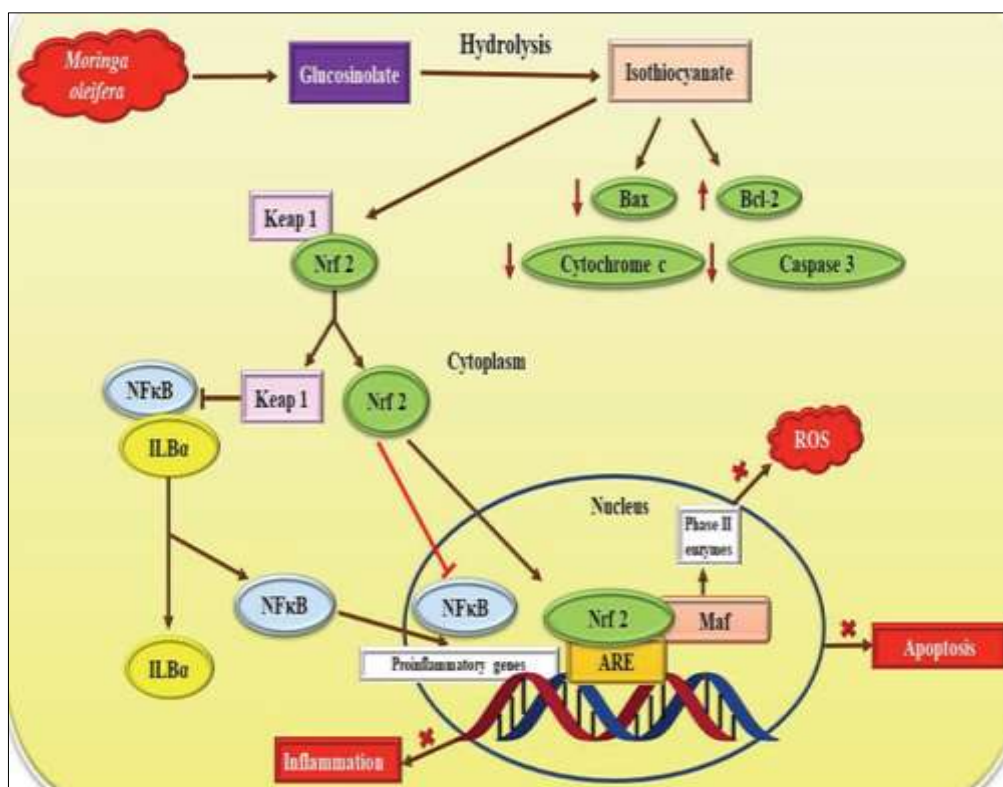 Moringa
oleifera
Glucosinolate
Hydrolysis
Isothiocyanate
Bax
Bcl-2
Cytochrome c
Caspase 3
Keap 1
Nrf 2
Cytoplasm
Keap 1
Nrf 2
NFκB
ILBα
ROS
Nucleus
Phase II
enzymes
NFκB
NFκB
Nrf 2
Maf
ARE
Proinflammatory genes
ILBα
Apoptosis
Inflammation